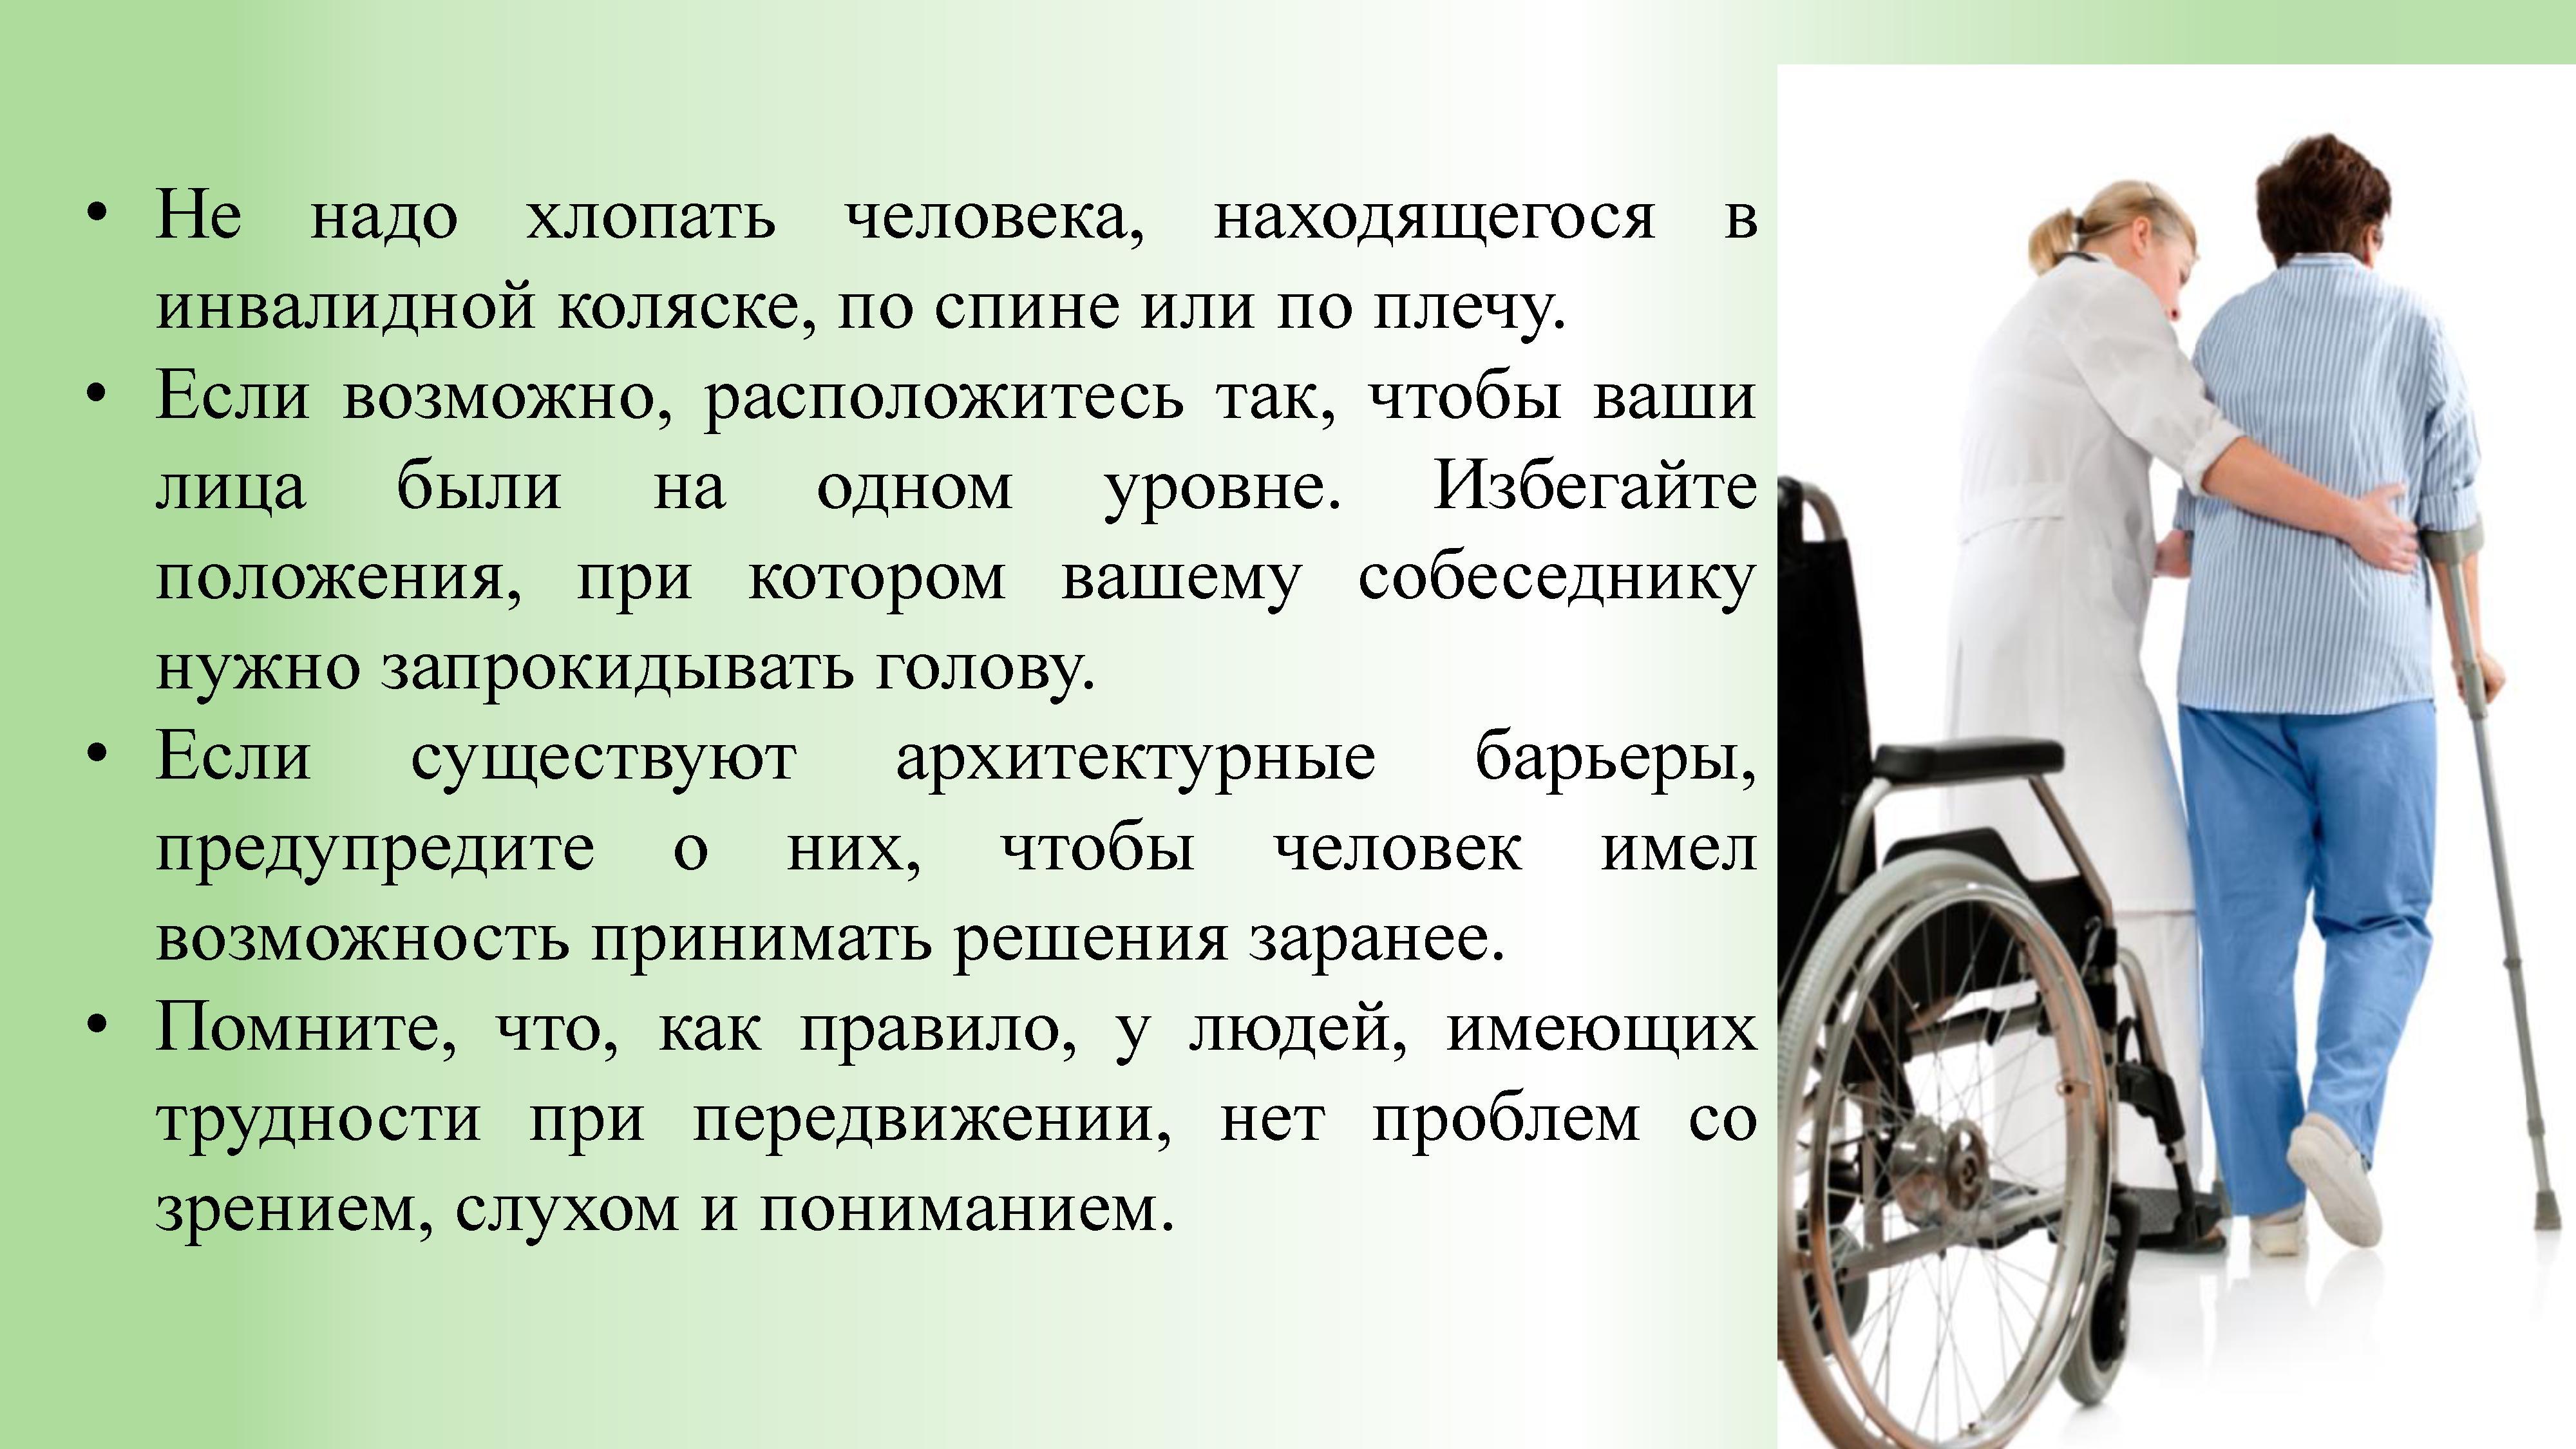 • Не надо хлопать человека, находящегося в
инвалидной коляске, по спине или по плечу.
• Если возможно, расположитесь так, чтобы ваши
лица были на одном уровне. Избегайте
положения, при котором вашему собеседнику
нужно запрокидывать голову.
• Если существуют архитектурные барьеры,
предупредите о них, чтобы человек имел
возможность принимать решения заранее.
• Помните, что, как правило, у людей, имеющих
трудности при передвижении, нет проблем со
зрением, слухом и пониманием.